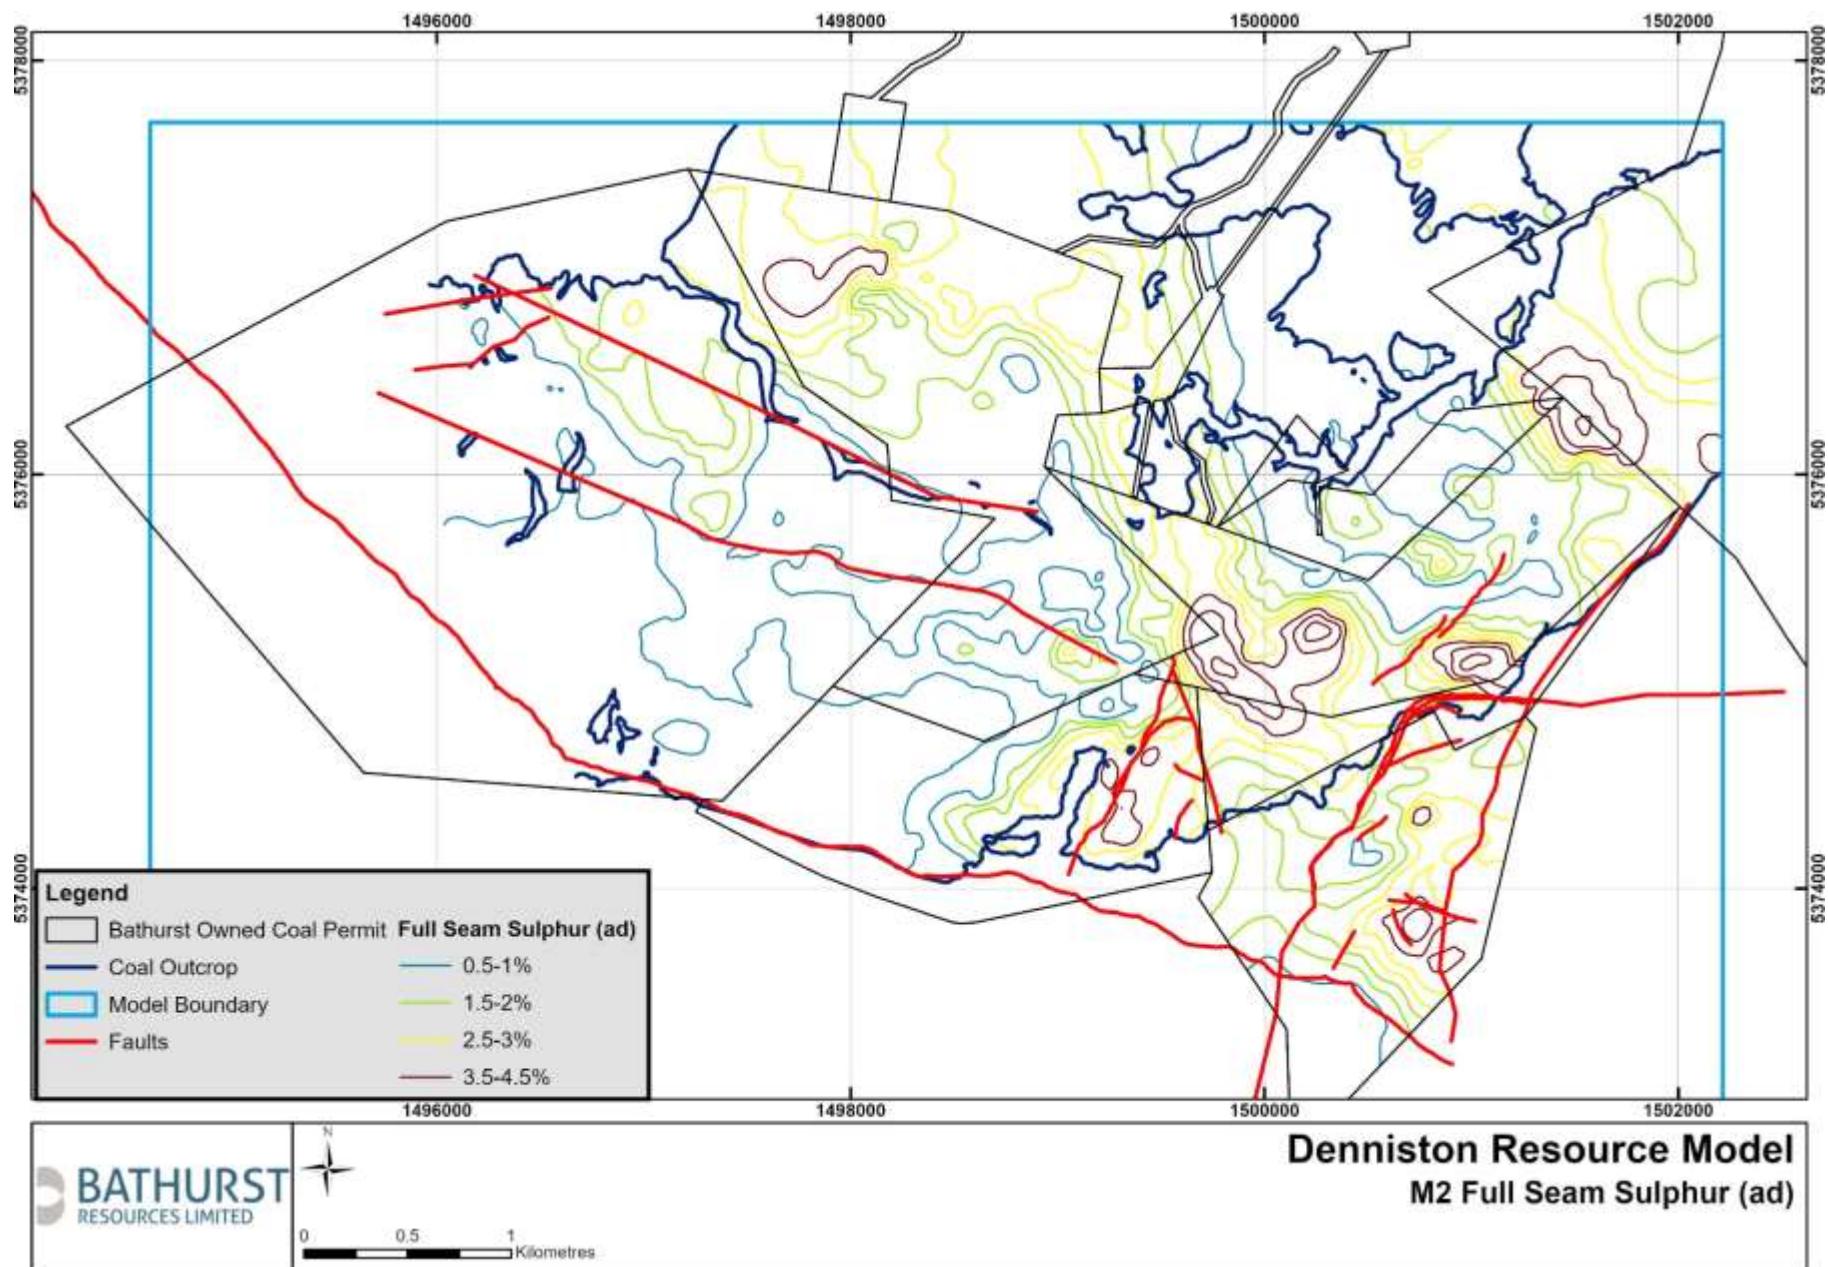 1496000 1498000 1500000 1502000
5378000 5378000
5376000 5376000
5374000 5374000
Legend
Bathurst Owned Coal Permit
Coal Outcrop
Model Boundary
Faults
Full Seam Sulphur (ad)
0.5-1%
1.5-2%
2.5-3%
3.5-4.5%
1496000 1498000 1500000 1502000
BATHURST
RESOURCES LIMITED
N
0 0.5 1
Kilometres
Denniston Resource Model
M2 Full Seam Sulphur (ad)